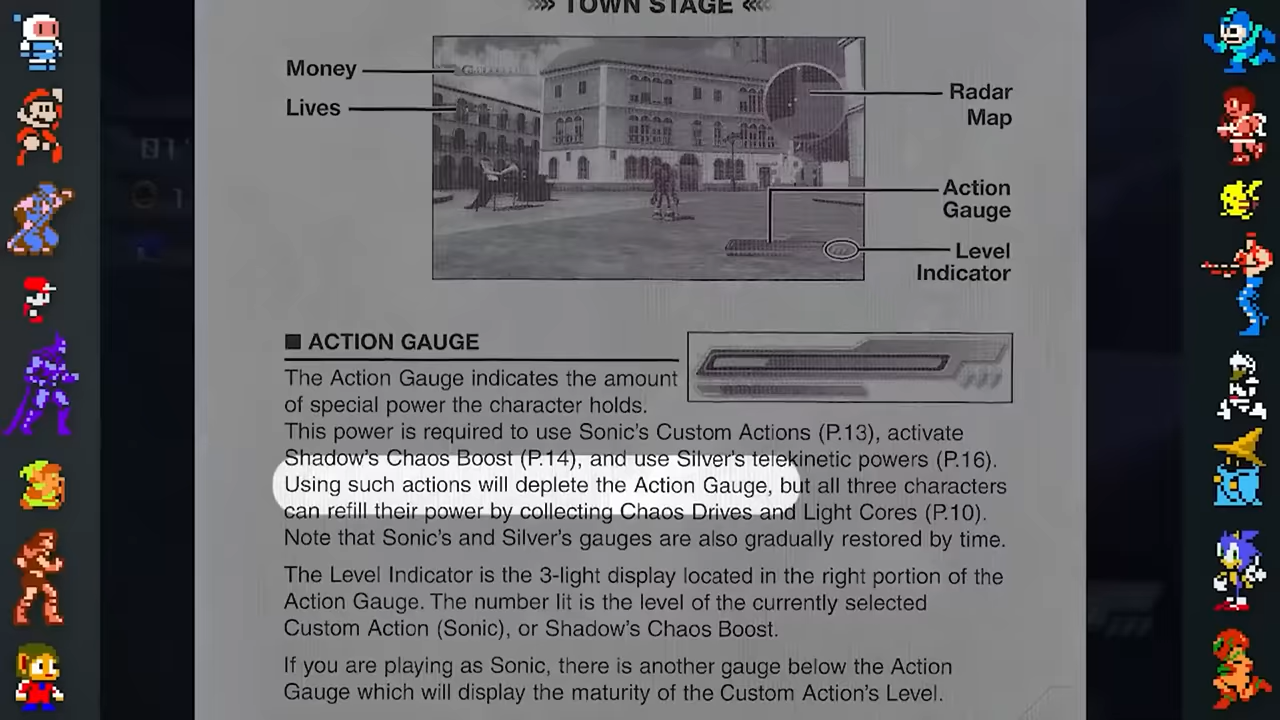 TOWN STAGE
Money
Lives
Radar
Map
Action
Gauge
Level
Indicator
ACTION GAUGE
The Action Gauge indicates the amount
of special power the character holds.
This power is required to use Sonic's Custom Actions (P.13), activate
Shadow's Chaos Boost (P.14), and use Silver's telekinetic powers (P.16).
Using such actions will deplete the Action Gauge, but all three characters
can refill their power by collecting Chaos Drives and Light Cores (P.10).
Note that Sonic's and Silver's gauges are also gradually restored by time.
The Level Indicator is the 3-light display located in the right portion of the
Action Gauge. The number lit is the level of the currently selected
Custom Action (Sonic), or Shadow's Chaos Boost.
If you are playing as Sonic, there is another gauge below the Action
Gauge which will display the maturity of the Custom Action's Level.